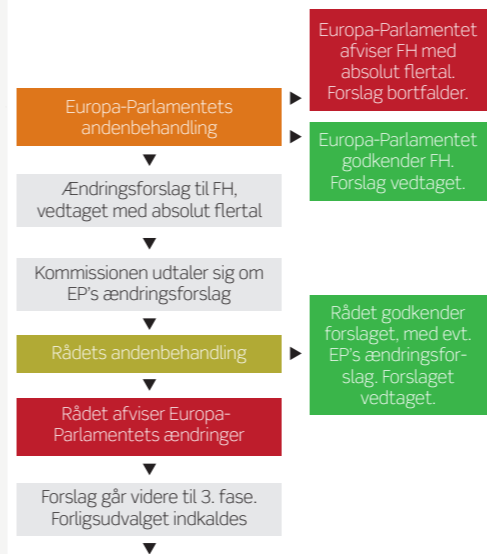 Europa-Parlamentet
afviser FH med
absolut flertal.
Forslag bortfalder.
Europa-Parlamentets
andenbehandling
Europa-Parlamentet
godkender FH.
Forslag vedtaget.
Ændringsforslag til FH,
vedtaget med absolut flertal
Kommissionen udtaler sig om
EP's ændringsforslag
Rådets andenbehandling
Rådet godkender
forslaget, med evt.
EP's ændringsfor-
slag. Forslaget
vedtaget.
Rådet afviser Europa-
Parlamentets ændringer
Forslag går videre til 3. fase.
Forligsudvalget indkaldes